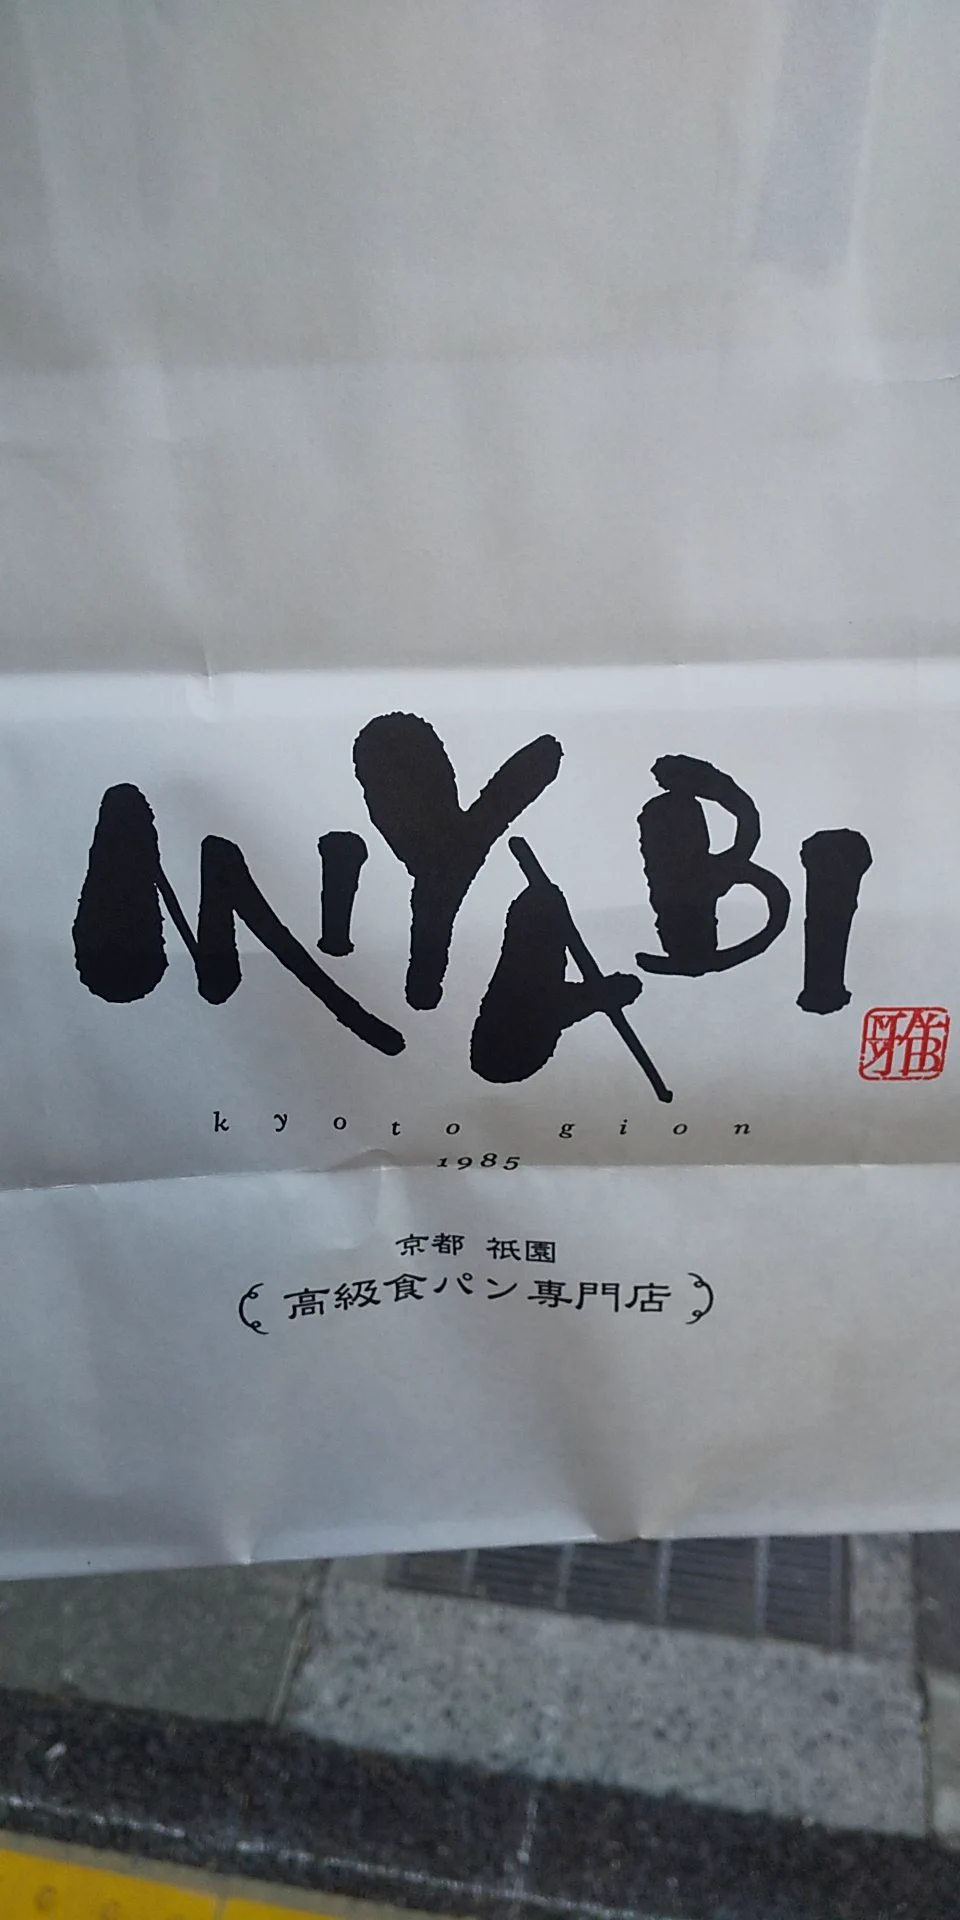 MIYABI
雅
kyoto gion
1985
京都 祇園
高級食パン専門店